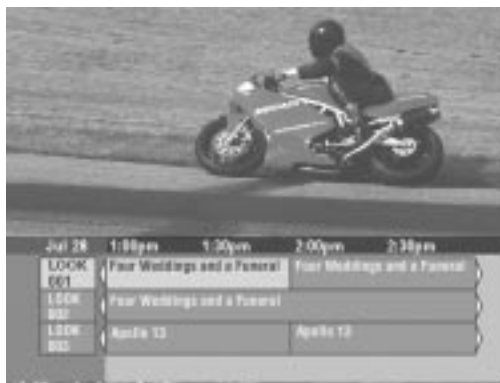 Jul 28 1:00pm 1:30pm 2:00pm 2:30pm
LOOK 001 Four Weddings and a Funeral Four Weddings and a Funeral
LOOK 002 Four Weddings and a Funeral
LOOK 003 Apollo 13 Apollo 13